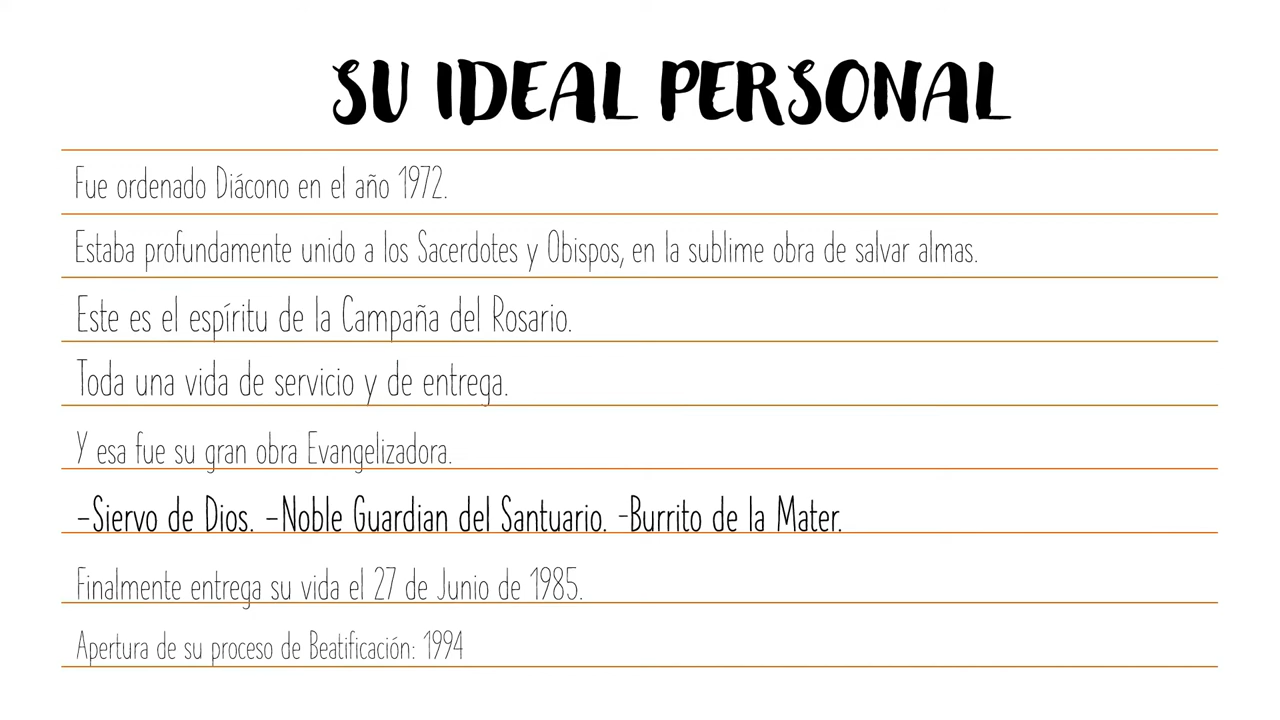 SU IDEAL PERSONAL
Fue ordenado Diácono en el año 1972.
Estaba profundamente unido a los Sacerdotes y Obispos, en la sublime obra de salvar almas.
Este es el espíritu de la Campaña del Rosario.
Toda una vida de servicio y de entrega.
Y esa fue su gran obra Evangelizadora.
-Siervo de Dios. -Noble Guardian del Santuario. -Burrito de la Mater.
Finalmente entrega su vida el 27 de Junio de 1985.
Apertura de su proceso de Beatificación: 1994